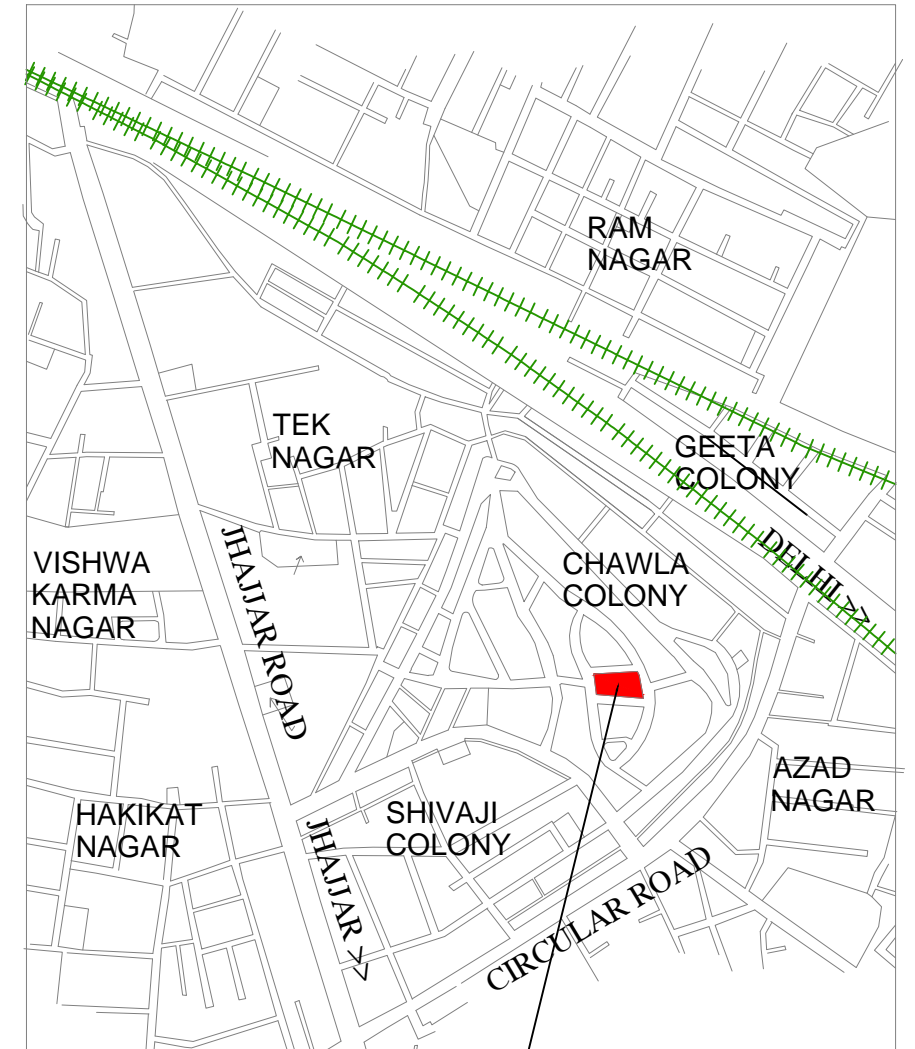 RAM
NAGAR
TEK
NAGAR
GEETA
COLONY
DELHI >>
VISHWA
KARMA
NAGAR
CHAWLA
COLONY
JHAJJAR ROAD
AZAD
NAGAR
HAKIKAT
NAGAR
SHIVAJI
COLONY
JHAJJAR >>
CIRCULAR ROAD